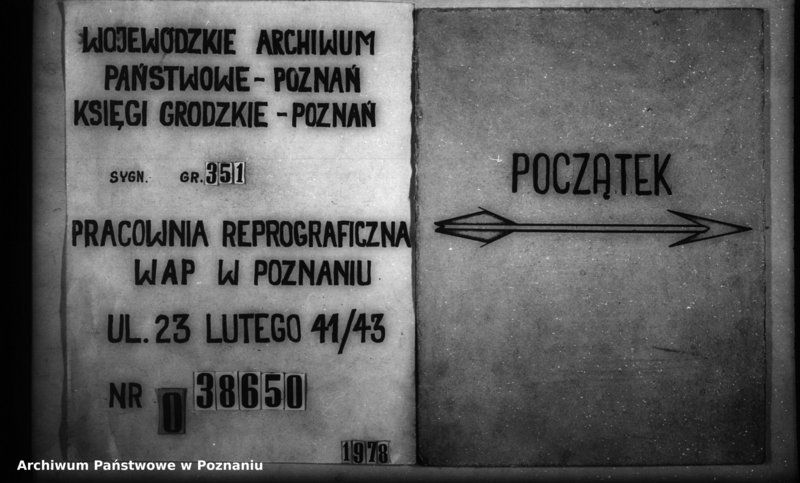 WOJEWÓDZKIE ARCHIWUM
PAŃSTWOWE - POZNAŃ
KSIĘGI GRODZKIE - POZNAŃ
SYGN. GR. 351
PRACOWNIA REPROGRAFICZNA
WAP W POZNANIU
UL. 23 LUTEGO 41/43
NR 0 38650
1978
POCZĄTEK
Archiwum Państwowe w Poznaniu